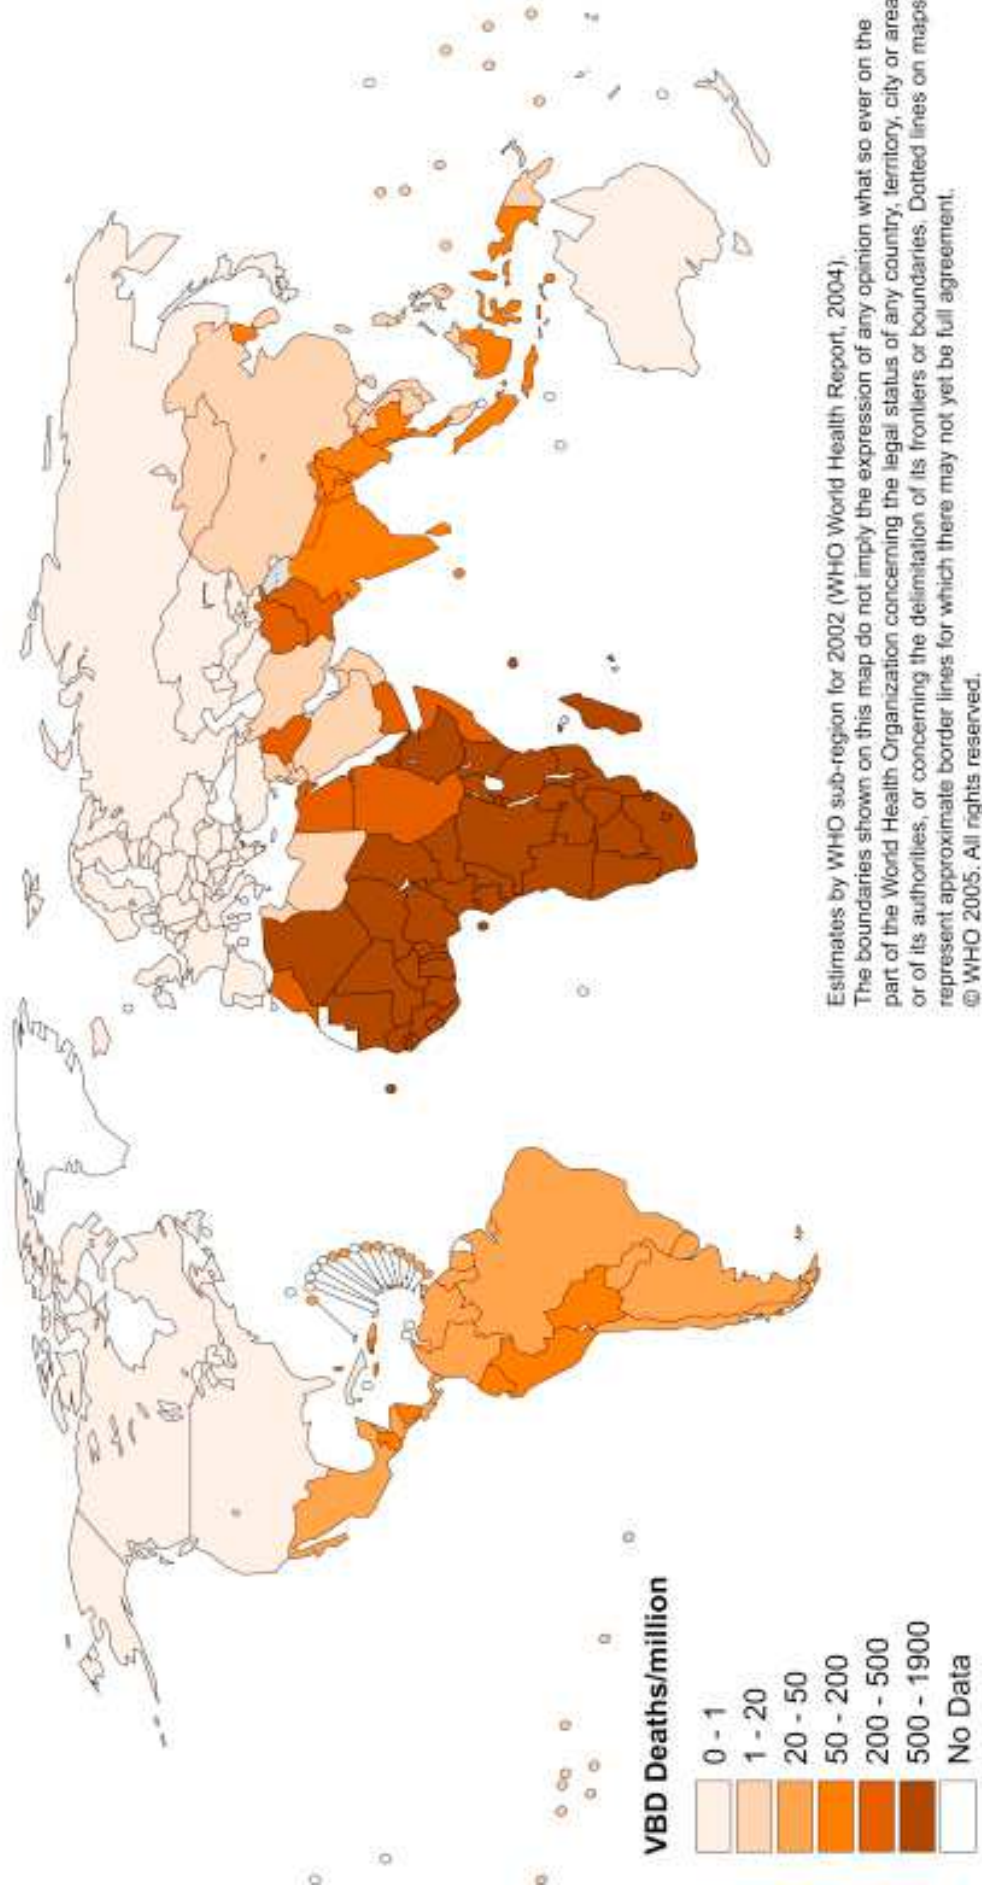 VBD Deaths/million
0 - 1
1 - 20
20 - 50
50 - 200
200 - 500
500 - 1900
No Data
Estimates by WHO sub-region for 2002 (WHO World Health Report, 2004).
The boundaries shown on this map do not imply the expression of any opinion what so ever on the
part of the World Health Organization concerning the legal status of any country, territory, city or area
or of its authorities, or concerning the delimitation of its frontiers or boundaries. Dotted lines on maps
represent approximate border lines for which there may not yet be full agreement.
© WHO 2005. All rights reserved.